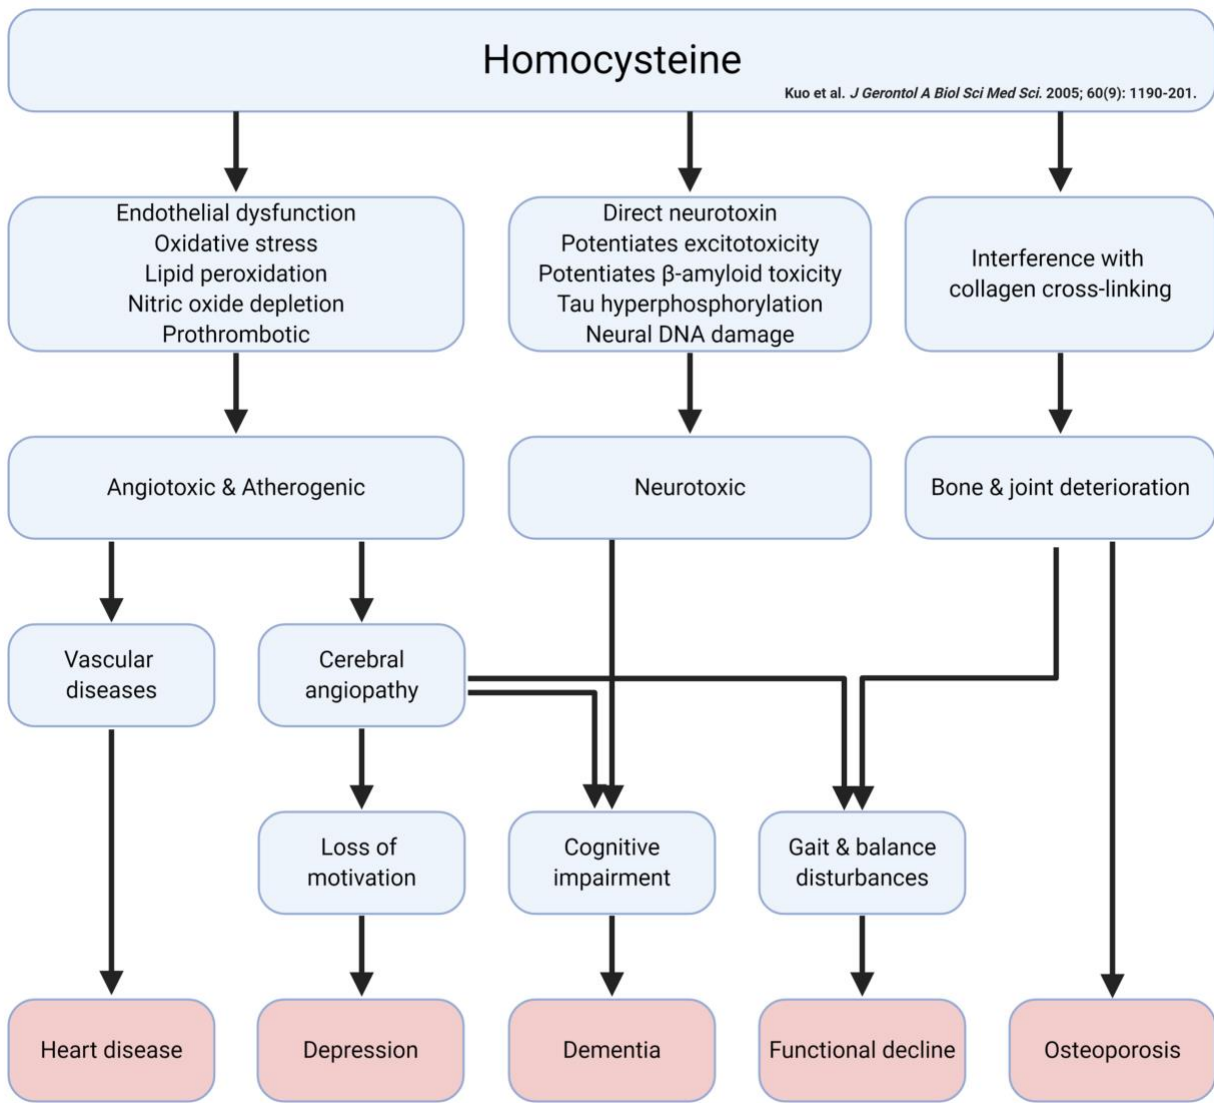 Homocysteine
Kuo et al. J Gerontol A Biol Sci Med Sci. 2005; 60(9): 1190-201.
Endothelial dysfunction
Oxidative stress
Lipid peroxidation
Nitric oxide depletion
Prothrombotic
Direct neurotoxin
Potentiates excitotoxicity
Potentiates β-amyloid toxicity
Tau hyperphosphorylation
Neural DNA damage
Interference with
collagen cross-linking
Angiotoxic & Atherogenic
Neurotoxic
Bone & joint deterioration
Vascular
diseases
Cerebral
angiopathy
Loss of
motivation
Cognitive
impairment
Gait & balance
disturbances
Heart disease
Depression
Dementia
Functional decline
Osteoporosis